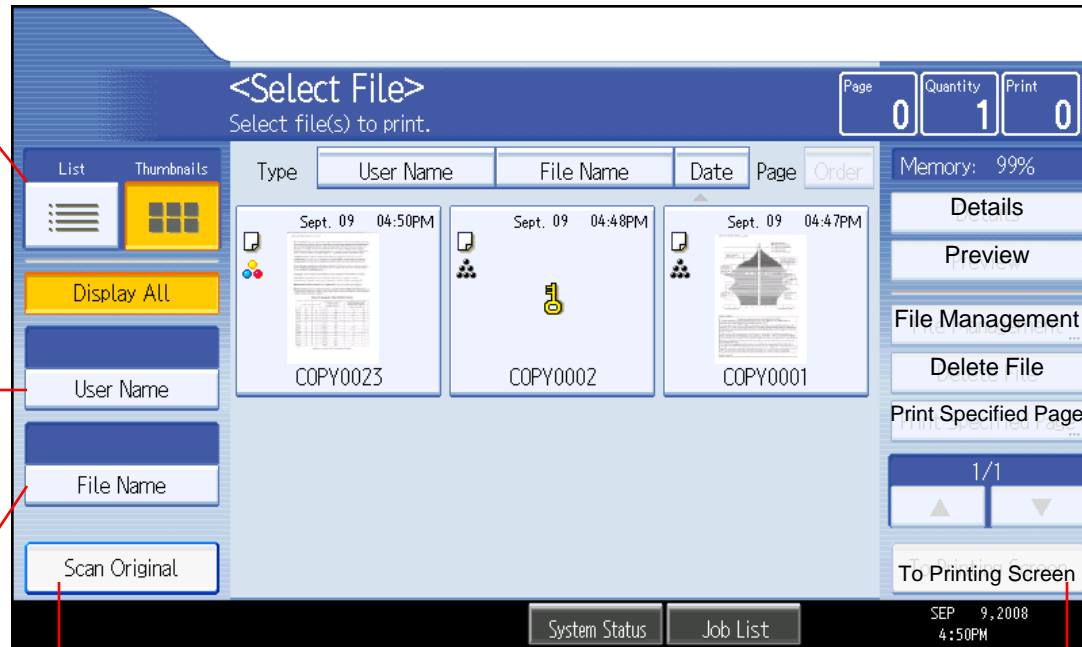 <Select File>
Select file(s) to print.
Page 0
Quantity 1
Print 0
List Thumbnails
Type User Name File Name Date Page Order
Memory: 99%
Sept. 09 04:50PM
COPY0023
Sept. 09 04:48PM
COPY0002
Sept. 09 04:47PM
COPY0001
Display All
User Name
File Name
Scan Original
Details
Preview
File Management
Delete File
Print Specified Page
1/1
To Printing Screen
System Status Job List
SEP 9,2008
4:50PM